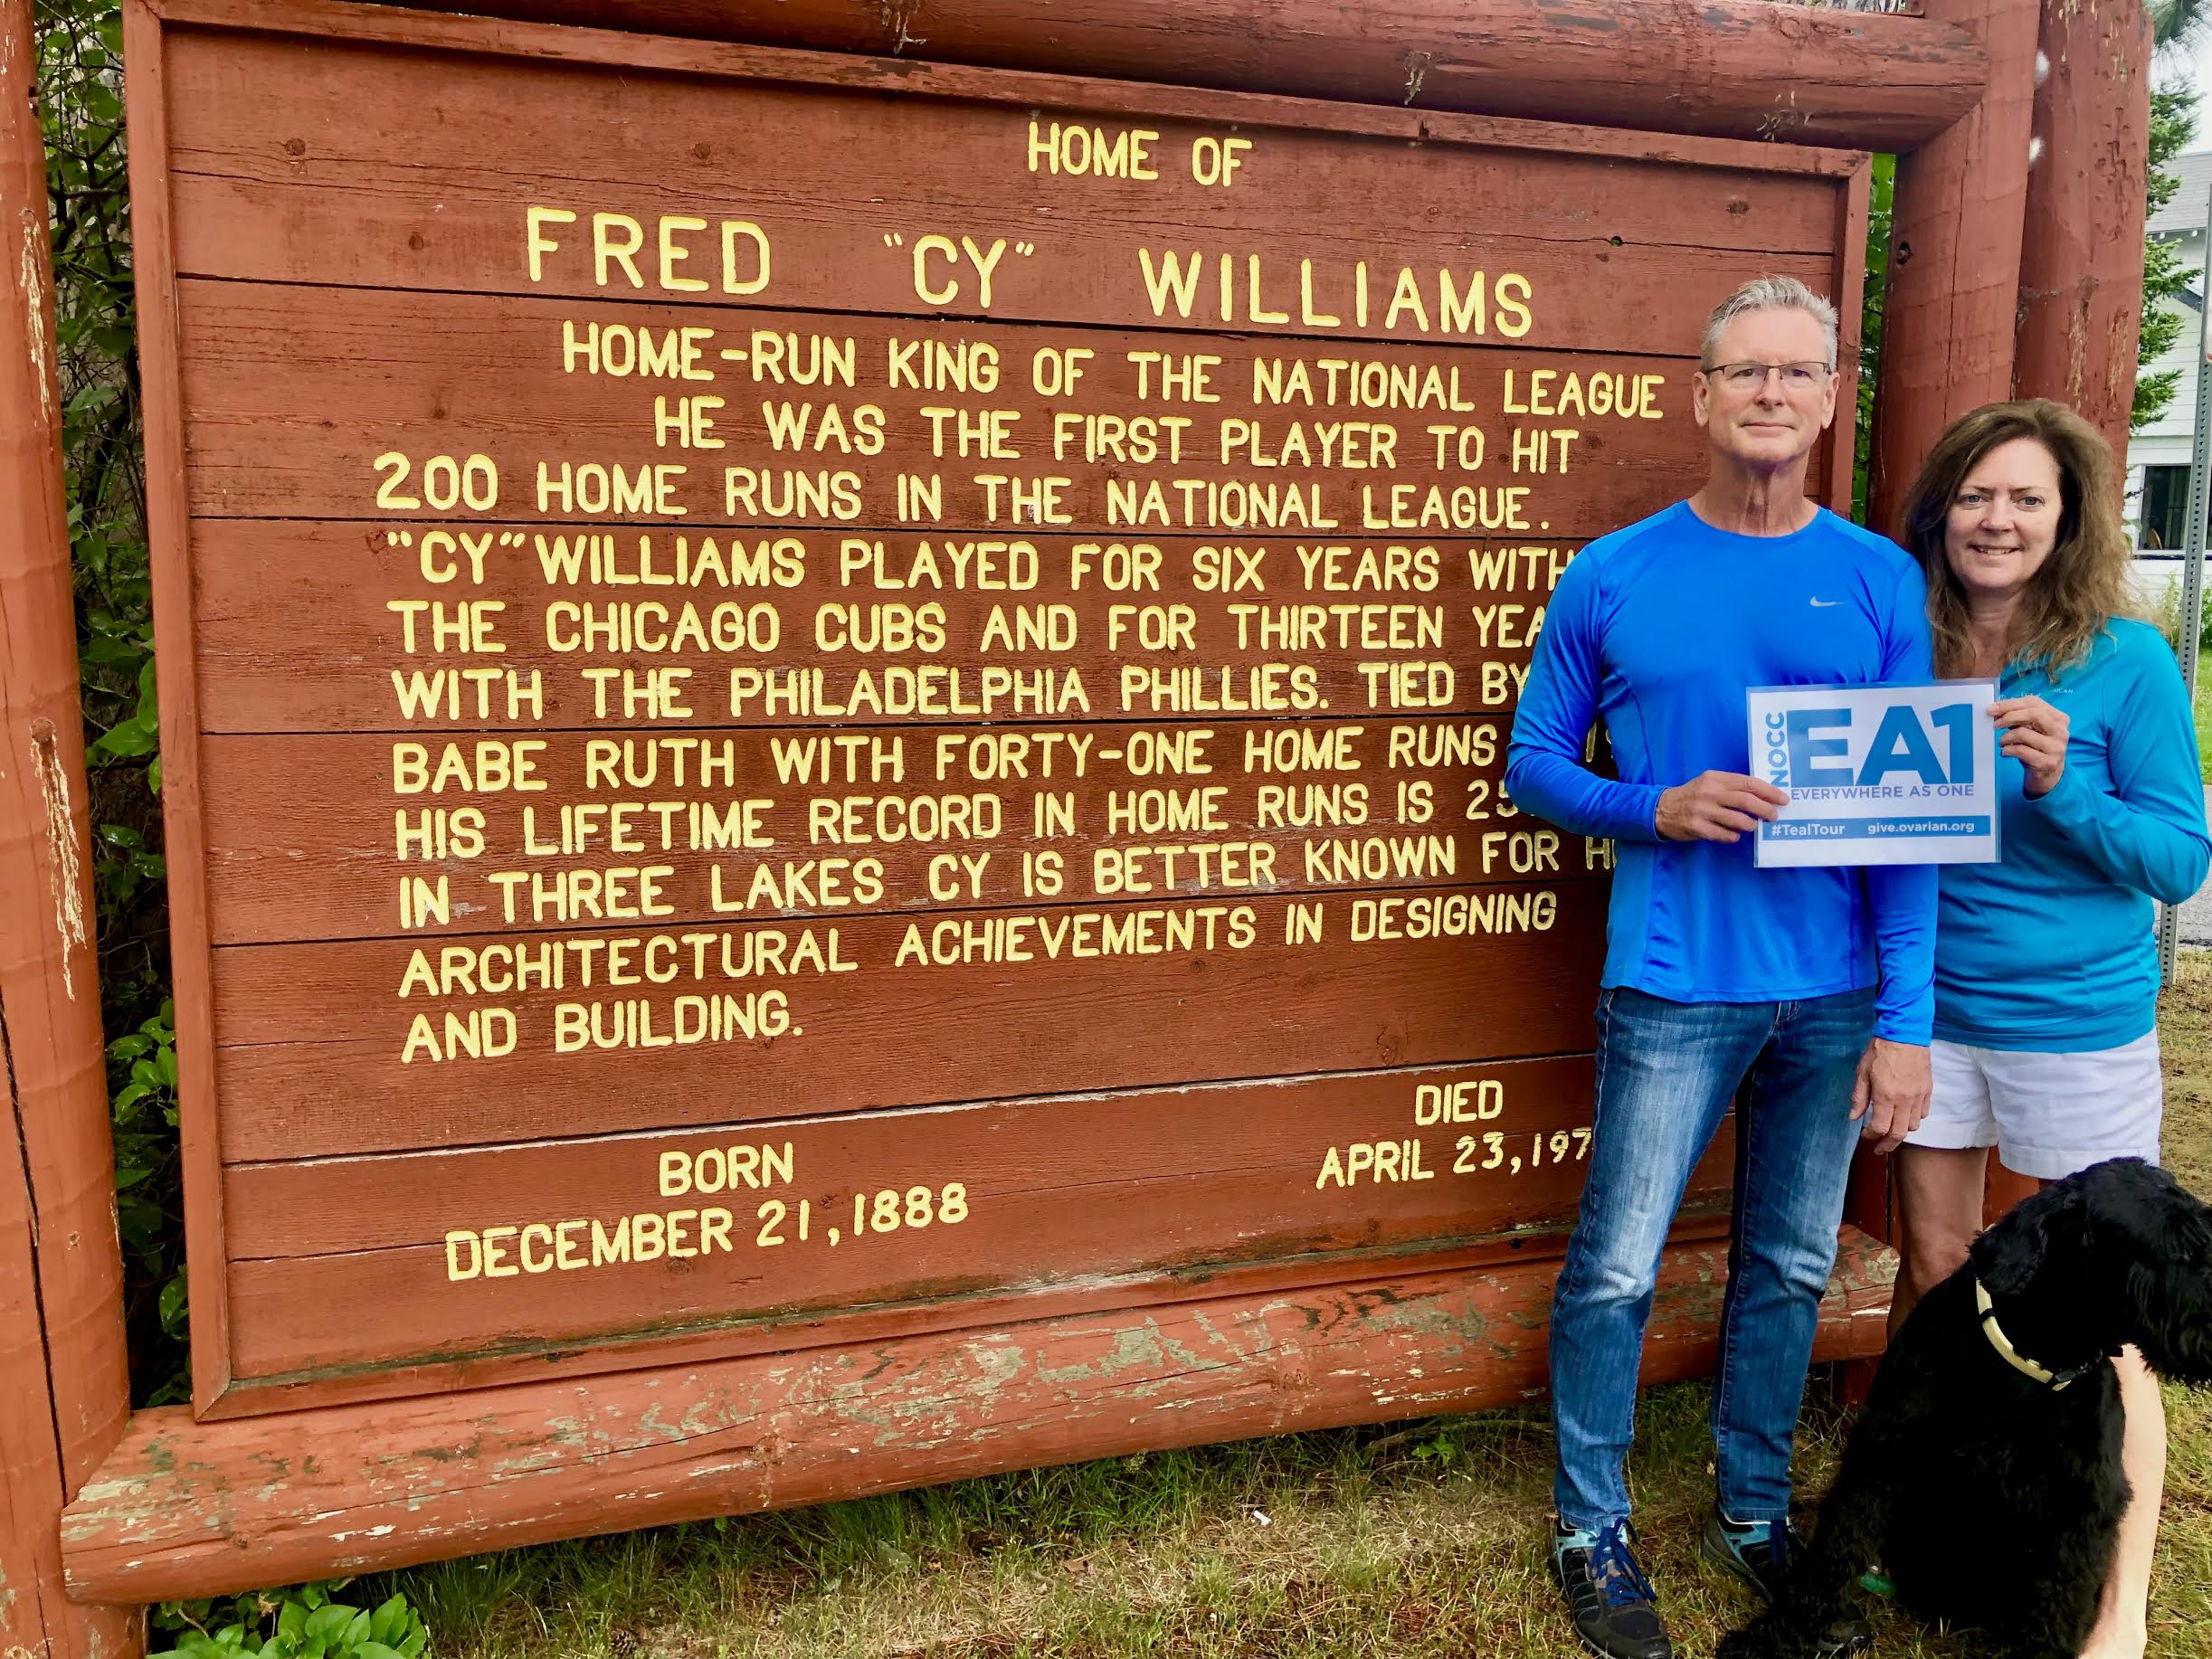 HOME OF
FRED "CY" WILLIAMS
HOME-RUN KING OF THE NATIONAL LEAGUE
HE WAS THE FIRST PLAYER TO HIT
200 HOME RUNS IN THE NATIONAL LEAGUE.
"CY" WILLIAMS PLAYED FOR SIX YEARS WITH
THE CHICAGO CUBS AND FOR THIRTEEN
WITH THE PHILADELPHIA PHILLIES. TIED BY
BABE RUTH WITH FORTY-ONE HOME RUNS
HIS LIFETIME RECORD IN HOME RUNS IS
IN THREE LAKES CY IS BETTER KNOWN FOR
ARCHITECTURAL ACHIEVEMENTS IN DESIGNING
AND BUILDING.
BORN
DECEMBER 21, 1888
DIED
APRIL 23, 197
NOCC
EA1
EVERYWHERE AS ONE
#TealTour give.ovarian.org